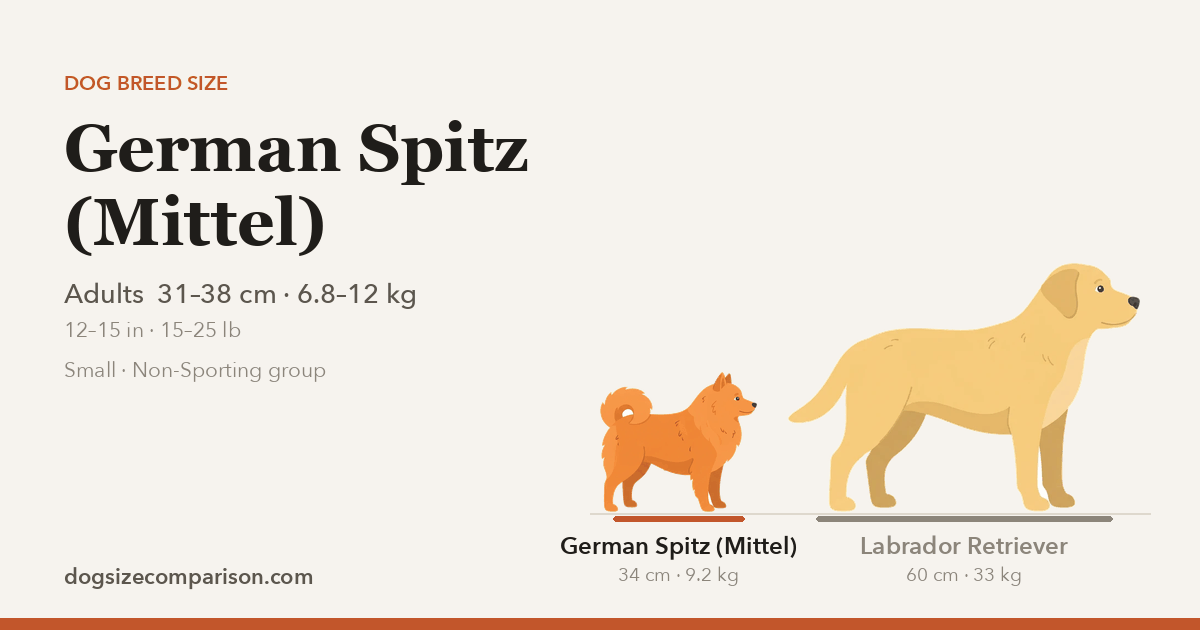 DOG BREED SIZE
German Spitz
(Mittel)
Adults 31–38 cm · 6.8–12 kg
12–15 in · 15–25 lb
Small · Non-Sporting group
German Spitz (Mittel)
34 cm · 9.2 kg
Labrador Retriever
60 cm · 33 kg
dogsizecomparison.com